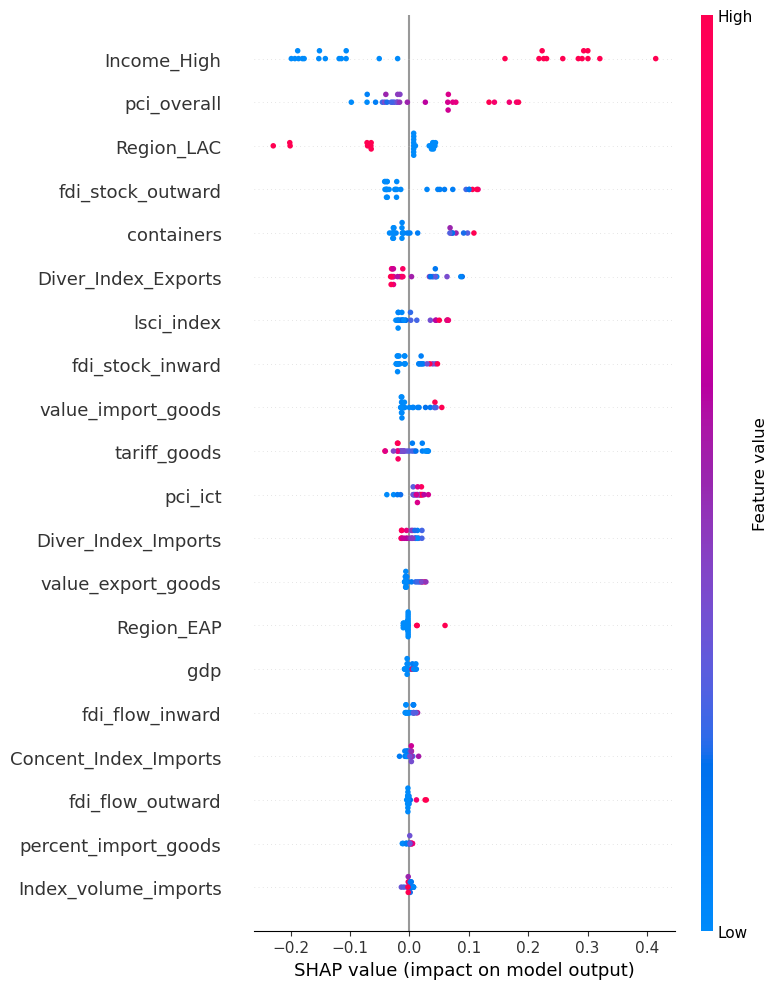 High
Income_High
pci_overall
Region_LAC
fdi_stock_outward
containers
Diver_Index_Exports
lsci_index
fdi_stock_inward
value_import_goods
tariff_goods
pci_ict
Diver_Index_Imports
value_export_goods
Region_EAP
gdp
fdi_flow_inward
Concent_Index_Imports
fdi_flow_outward
percent_import_goods
Index_volume_imports
Feature value
Low
−0.2 −0.1 0.0 0.1 0.2 0.3 0.4
SHAP value (impact on model output)